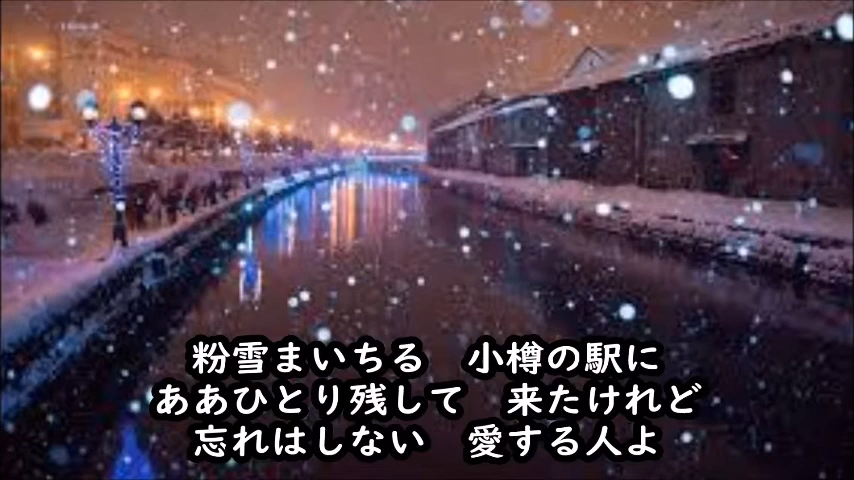 粉雪まいちる　小樽の駅に
ああひとり残して　来たけれど
忘れはしない　愛する人よ